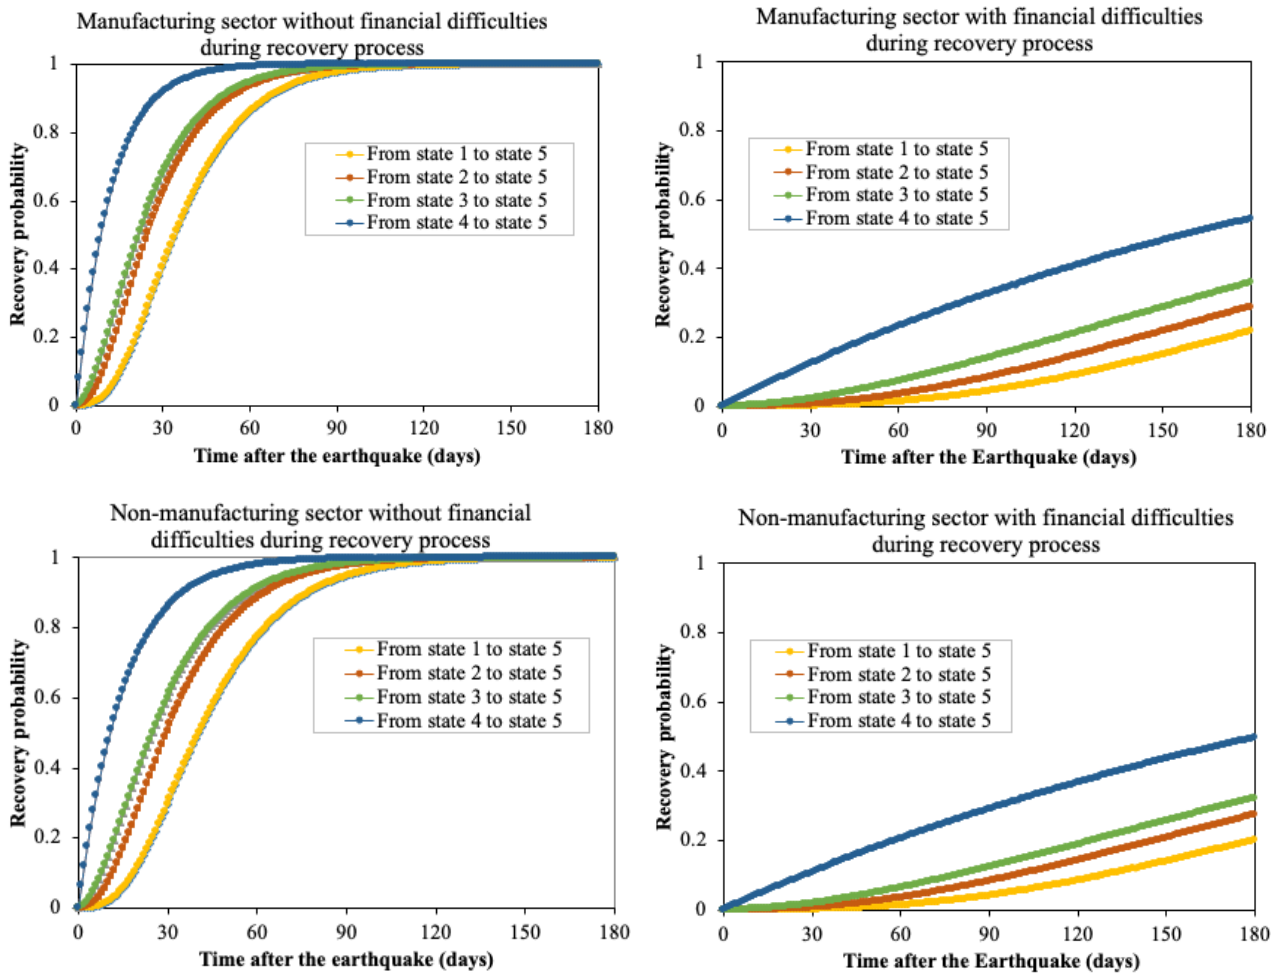 Manufacturing sector without financial difficulties
during recovery process
Recovery probability
1
0.8
0.6
0.4
0.2
0
From state 1 to state 5
From state 2 to state 5
From state 3 to state 5
From state 4 to state 5
0 30 60 90 120 150 180
Time after the earthquake (days)
Manufacturing sector with financial difficulties
during recovery process
Recovery probability
1
0.8
0.6
0.4
0.2
0
From state 1 to state 5
From state 2 to state 5
From state 3 to state 5
From state 4 to state 5
0 30 60 90 120 150 180
Time after the Earthquake (days)
Non-manufacturing sector without financial
difficulties during recovery process
Recovery probability
1
0.8
0.6
0.4
0.2
0
From state 1 to state 5
From state 2 to state 5
From state 3 to state 5
From state 4 to state 5
0 30 60 90 120 150 180
Time after the earthquake (days)
Non-manufacturing sector with financial difficulties
during recovery process
Recovery probability
1
0.8
0.6
0.4
0.2
0
From state 1 to state 5
From state 2 to state 5
From state 3 to state 5
From state 4 to state 5
0 30 60 90 120 150 180
Time after the Earthquake (days)